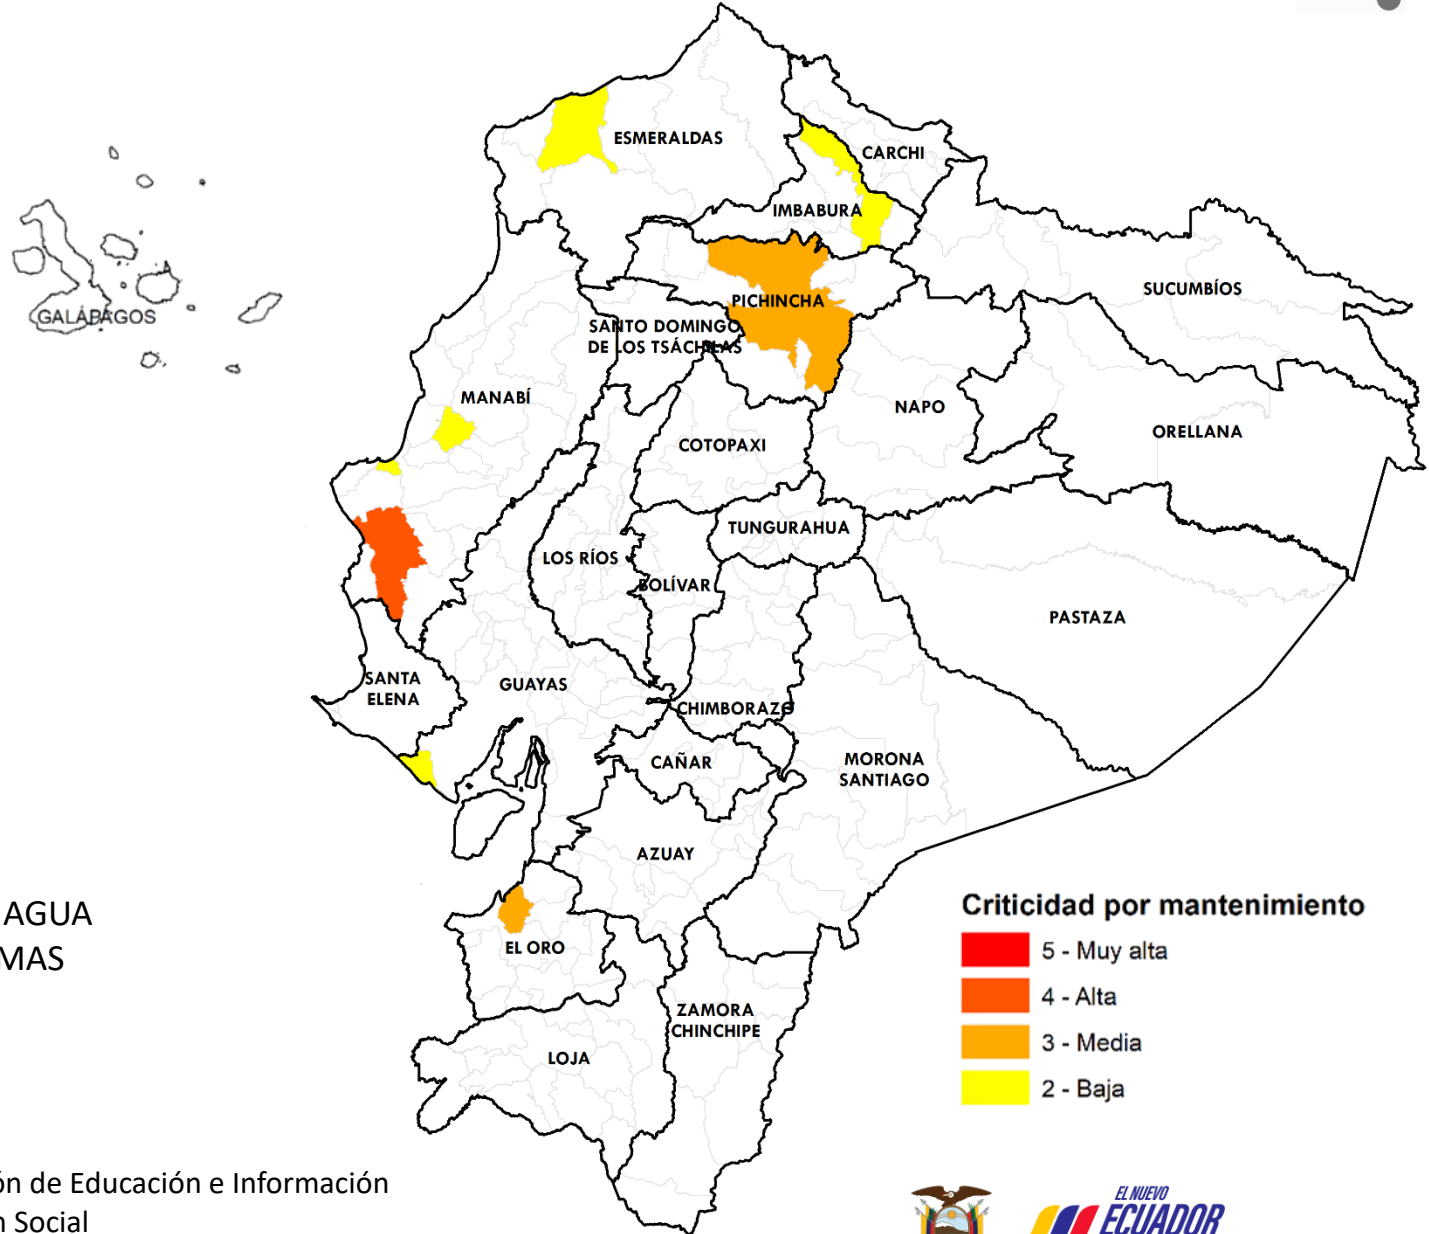 ESMERALDAS
CARCHI
IMBABURA
SUCUMBÍOS
PICHINCHA
GALÁPAGOS
SANTO DOMINGO
DE LOS TSÁCHILAS
MANABÍ
NAPO
ORELLANA
COTOPAXI
TUNGURAHUA
LOS RÍOS
BOLÍVAR
PASTAZA
SANTA
ELENA
GUAYAS
CHIMBORAZO
CAÑAR
MORONA
SANTIAGO
AZUAY
EL ORO
ZAMORA
CHINCHIPE
LOJA
AGUA
MAS
Criticidad por mantenimiento
5 - Muy alta
4 - Alta
3 - Media
2 - Baja
ón de Educación e Información
n Social
EL NUEVO
ECUADOR